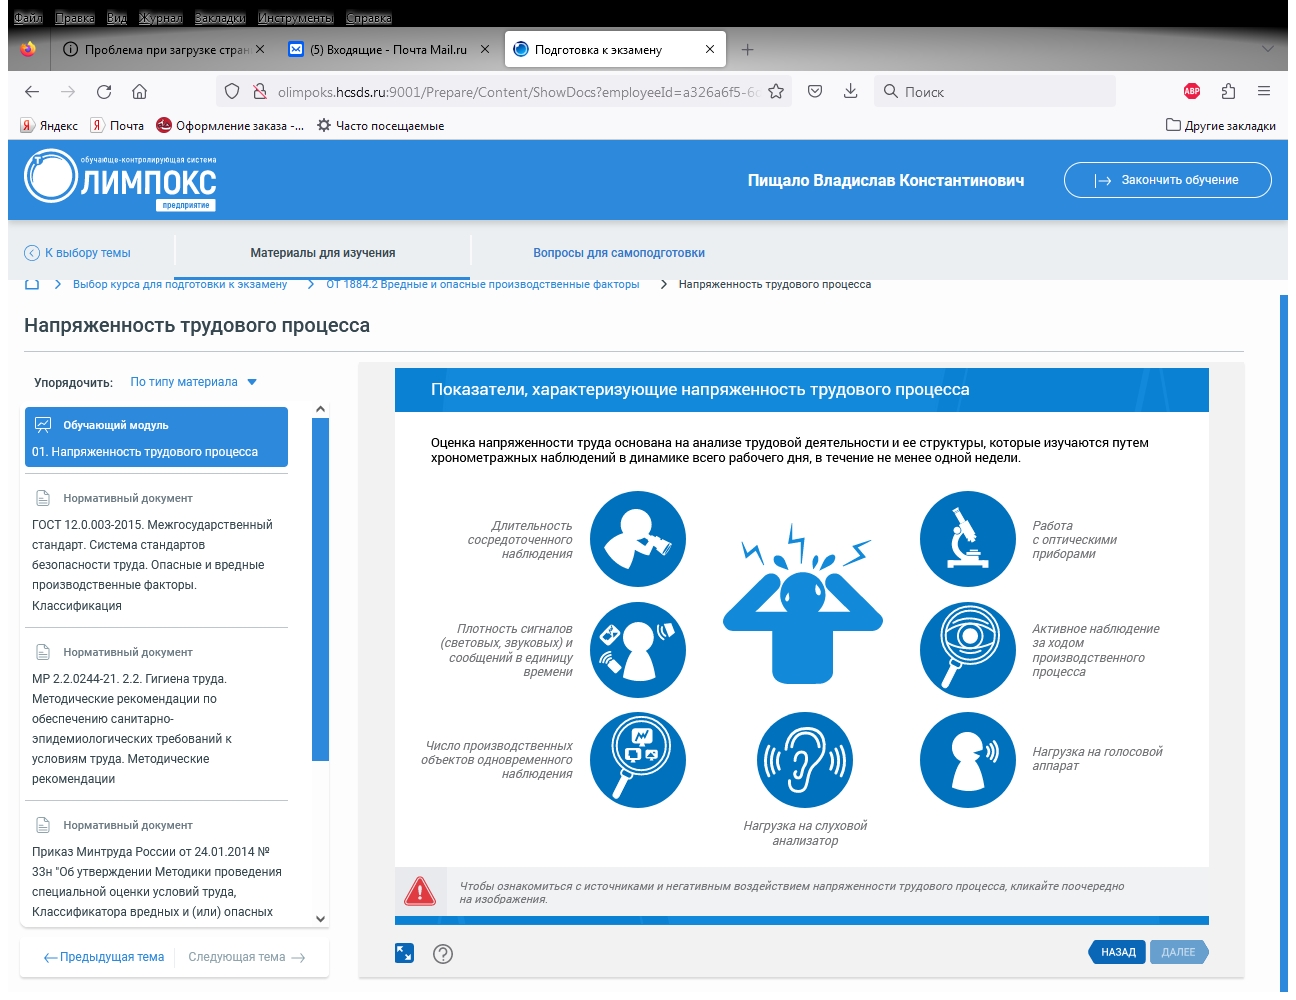 Файл Правка Вид Журнал Закладки Инструменты Справка
Проблема при загрузке стран
(5) Входящие - Почта Mail.ru
Подготовка к экзамену
olimpoks.hcsds.ru:9001/Prepare/Content/ShowDocs?employeeId=a326a6f5-6
Поиск
ABP
Яндекс
Почта
Оформление заказа -...
Часто посещаемые
Другие закладки
обучающе-контролирующая система
ОЛИМПОКС
предприятие
Пищало Владислав Константинович
Закончить обучение
К выбору темы
Материалы для изучения
Вопросы для самоподготовки
Выбор курса для подготовки к экзамену > ОТ 1884.2 Вредные и опасные производственные факторы > Напряженность трудового процесса
Напряженность трудового процесса
Упорядочить: По типу материала
Обучающий модуль
01. Напряженность трудового процесса
Нормативный документ
ГОСТ 12.0.003-2015. Межгосударственный
стандарт. Система стандартов
безопасности труда. Опасные и вредные
производственные факторы.
Классификация
Нормативный документ
МР 2.2.0244-21. 2.2. Гигиена труда.
Методические рекомендации по
обеспечению санитарно-
эпидемиологических требований к
условиям труда. Методические
рекомендации
Нормативный документ
Приказ Минтруда России от 24.01.2014 №
33н "Об утверждении Методики проведения
специальной оценки условий труда,
Классификатора вредных и (или) опасных
Предыдущая тема
Следующая тема
Показатели, характеризующие напряженность трудового процесса
Оценка напряженности труда основана на анализе трудовой деятельности и ее структуры, которые изучаются путем
хронометражных наблюдений в динамике всего рабочего дня, в течение не менее одной недели.
Длительность
сосредоточенного
наблюдения
Работа
с оптическими
приборами
Плотность сигналов
(световых, звуковых) и
сообщений в единицу
времени
Активное наблюдение
за ходом
производственного
процесса
Число производственных
объектов одновременного
наблюдения
Нагрузка на слуховой
анализатор
Нагрузка на голосовой
аппарат
Чтобы ознакомиться с источниками и негативным воздействием напряженности трудового процесса, кликайте поочередно
на изображения.
НАЗАД
ДАЛЕЕ